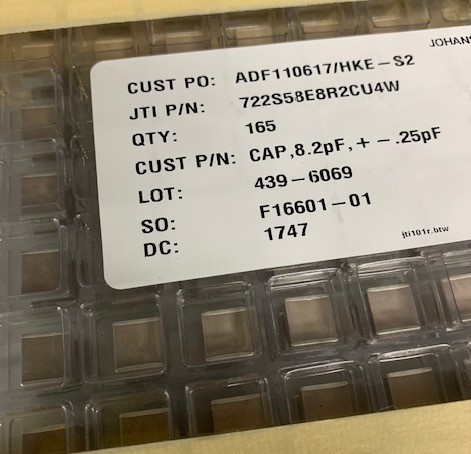 CUST PO: ADF110617/HKE-S2
JTI P/N: 722S58E8R2CU4W
QTY: 165
CUST P/N: CAP,8.2pF,+-.25pF
LOT: 439-6069
SO: F16601-01
DC: 1747
jti101r.btw